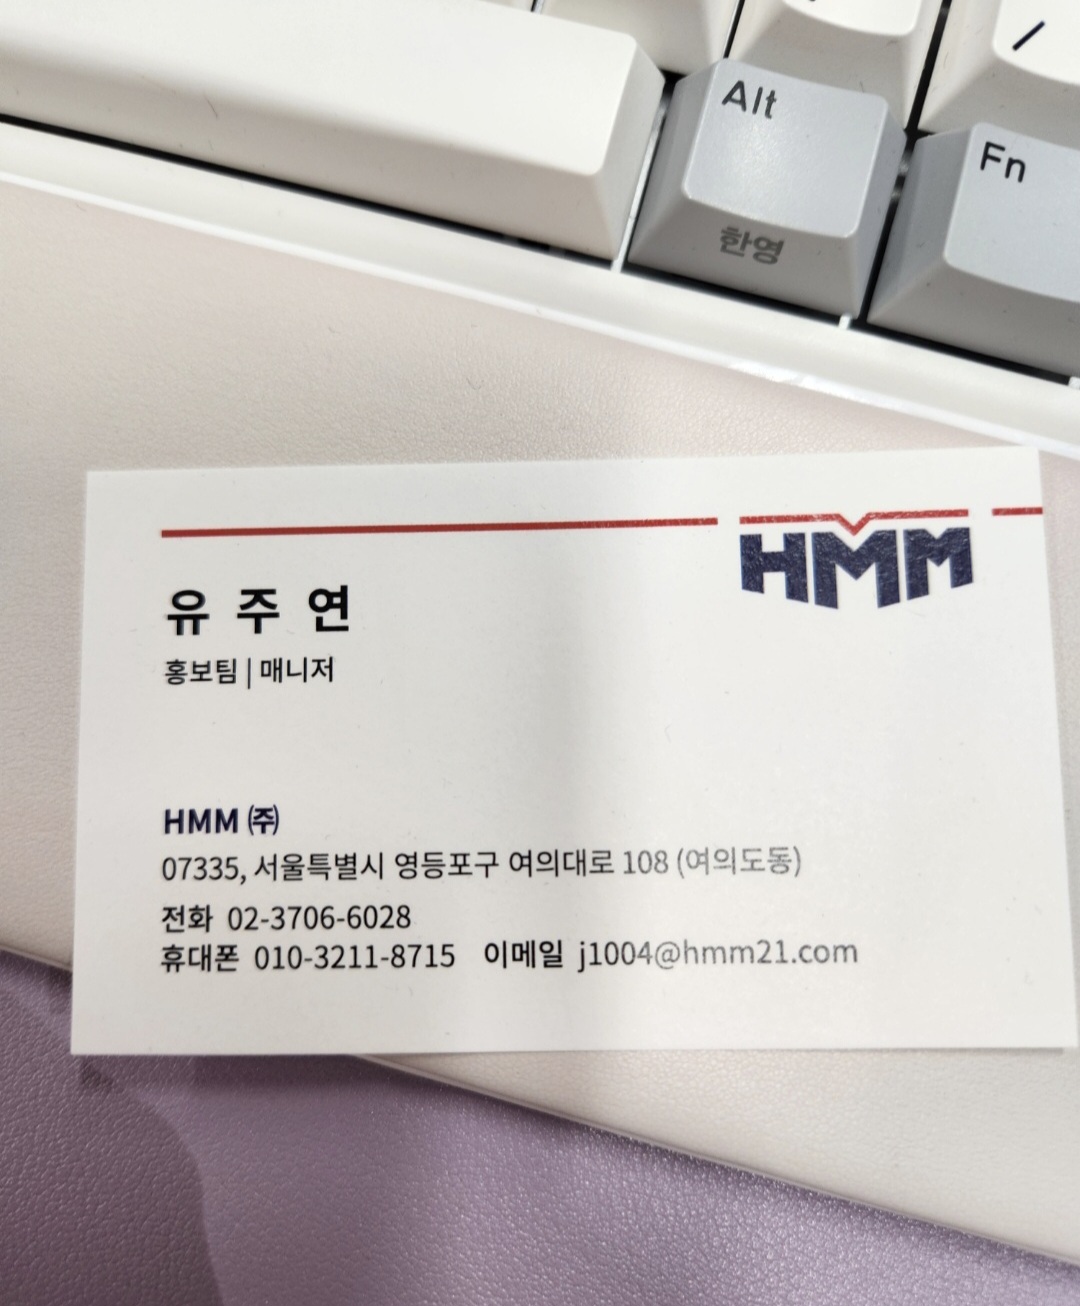 /
Alt
한영
Fn
HMM
유 주 연
홍보팀 | 매니저
HMM ㈜
07335, 서울특별시 영등포구 여의대로 108 (여의도동)
전화 02-3706-6028
휴대폰 010-3211-8715 이메일 j1004@hmm21.com